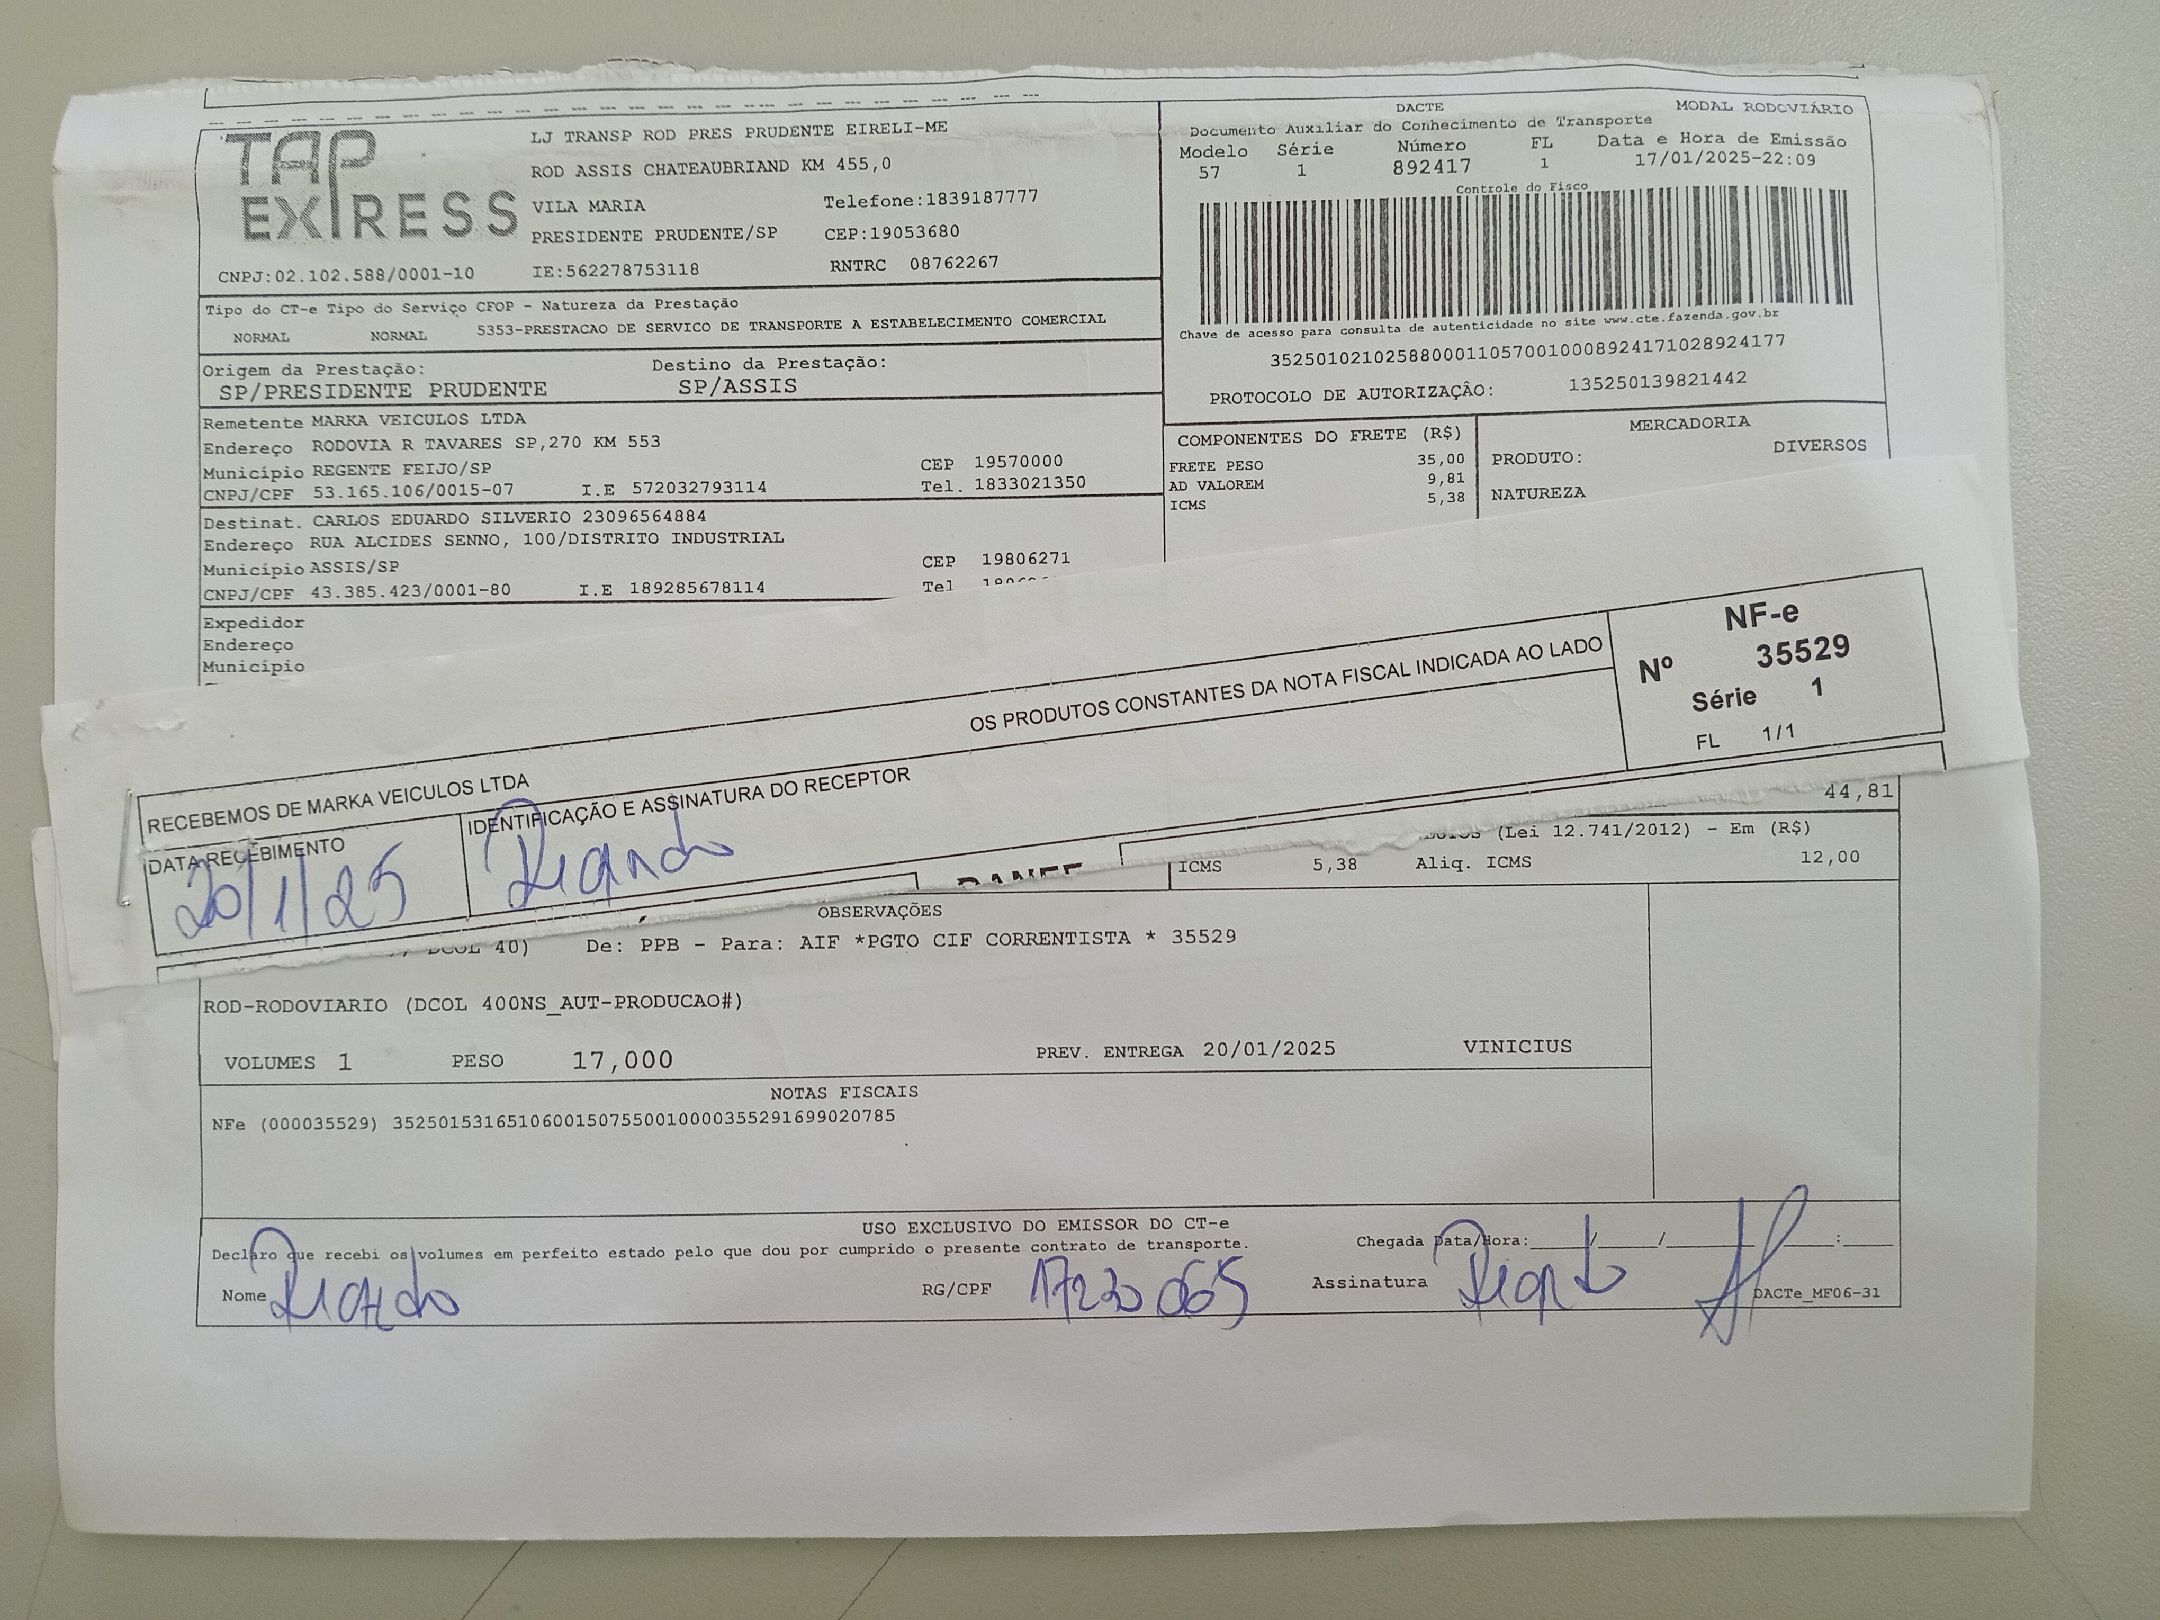 TAP EXPRESS
LJ TRANSP ROD PRES PRUDENTE EIRELI-ME
ROD ASSIS CHATEAUBRIAND KM 455,0
VILA MARIA Telefone:1839187777
PRESIDENTE PRUDENTE/SP CEP:19053680
CNPJ:02.102.588/0001-10 IE:562278753118 RNTRC 08762267
DACTE MODAL RODOVIÁRIO
Documento Auxiliar do Conhecimento de Transporte
Modelo Série Número FL Data e Hora de Emissão
57 1 892417 1 17/01/2025-22:09
Controle do Fisco
Chave de acesso para consulta de autenticidade no site www.cte.fazenda.gov.br
35250102102588000110570010008924171028924177
PROTOCOLO DE AUTORIZAÇÃO: 135250139821442
Tipo do CT-e Tipo do Serviço CFOP - Natureza da Prestação
NORMAL NORMAL 5353-PRESTACAO DE SERVICO DE TRANSPORTE A ESTABELECIMENTO COMERCIAL
Origem da Prestação: Destino da Prestação:
SP/PRESIDENTE PRUDENTE SP/ASSIS
Remetente MARKA VEICULOS LTDA
Endereço RODOVIA R TAVARES SP,270 KM 553
Município REGENTE FEIJO/SP CEP 19570000
CNPJ/CPF 53.165.106/0015-07 I.E 572032793114 Tel. 1833021350
COMPONENTES DO FRETE (R$)
FRETE PESO 35,00
AD VALOREM 9,81
ICMS 5,38
MERCADORIA
PRODUTO: DIVERSOS
NATUREZA
Destinat. CARLOS EDUARDO SILVERIO 23096564884
Endereço RUA ALCIDES SENNO, 100/DISTRITO INDUSTRIAL
Município ASSIS/SP CEP 19806271
CNPJ/CPF 43.385.423/0001-80 I.E 189285678114 Tel
Expedidor
Endereço
Município
RECEBEMOS DE MARKA VEICULOS LTDA OS PRODUTOS CONSTANTES DA NOTA FISCAL INDICADA AO LADO
DATA RECEBIMENTO IDENTIFICAÇÃO E ASSINATURA DO RECEPTOR
20/1/25 Ricardo
NF-e
Nº 35529
Série 1
FL 1/1
44,81
(Lei 12.741/2012) - Em (R$)
ICMS 5,38 Aliq. ICMS 12,00
OBSERVAÇÕES
DCOL 40) De: PPB - Para: AIF *PGTO CIF CORRENTISTA * 35529
ROD-RODOVIARIO (DCOL 400NS_AUT-PRODUCAO#)
VOLUMES 1 PESO 17,000 PREV. ENTREGA 20/01/2025 VINICIUS
NOTAS FISCAIS
NFe (000035529) 35250153165106001507550010000355291699020785
USO EXCLUSIVO DO EMISSOR DO CT-e
Declaro que recebi os volumes em perfeito estado pelo que dou por cumprido o presente contrato de transporte. Chegada Data/Hora:____/____/________ ____:____
Nome Ricardo RG/CPF 17230065 Assinatura Ricardo
DACTe_MF06-31